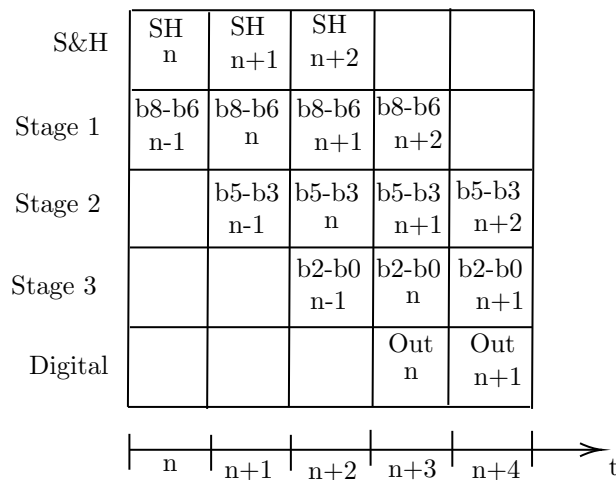 S&H
SH
n
SH
n+1
SH
n+2
Stage 1
b8-b6
n-1
b8-b6
n
b8-b6
n+1
b8-b6
n+2
Stage 2
b5-b3
n-1
b5-b3
n
b5-b3
n+1
b5-b3
n+2
Stage 3
b2-b0
n-1
b2-b0
n
b2-b0
n+1
Digital
Out
n
Out
n+1
n
n+1
n+2
n+3
n+4
t